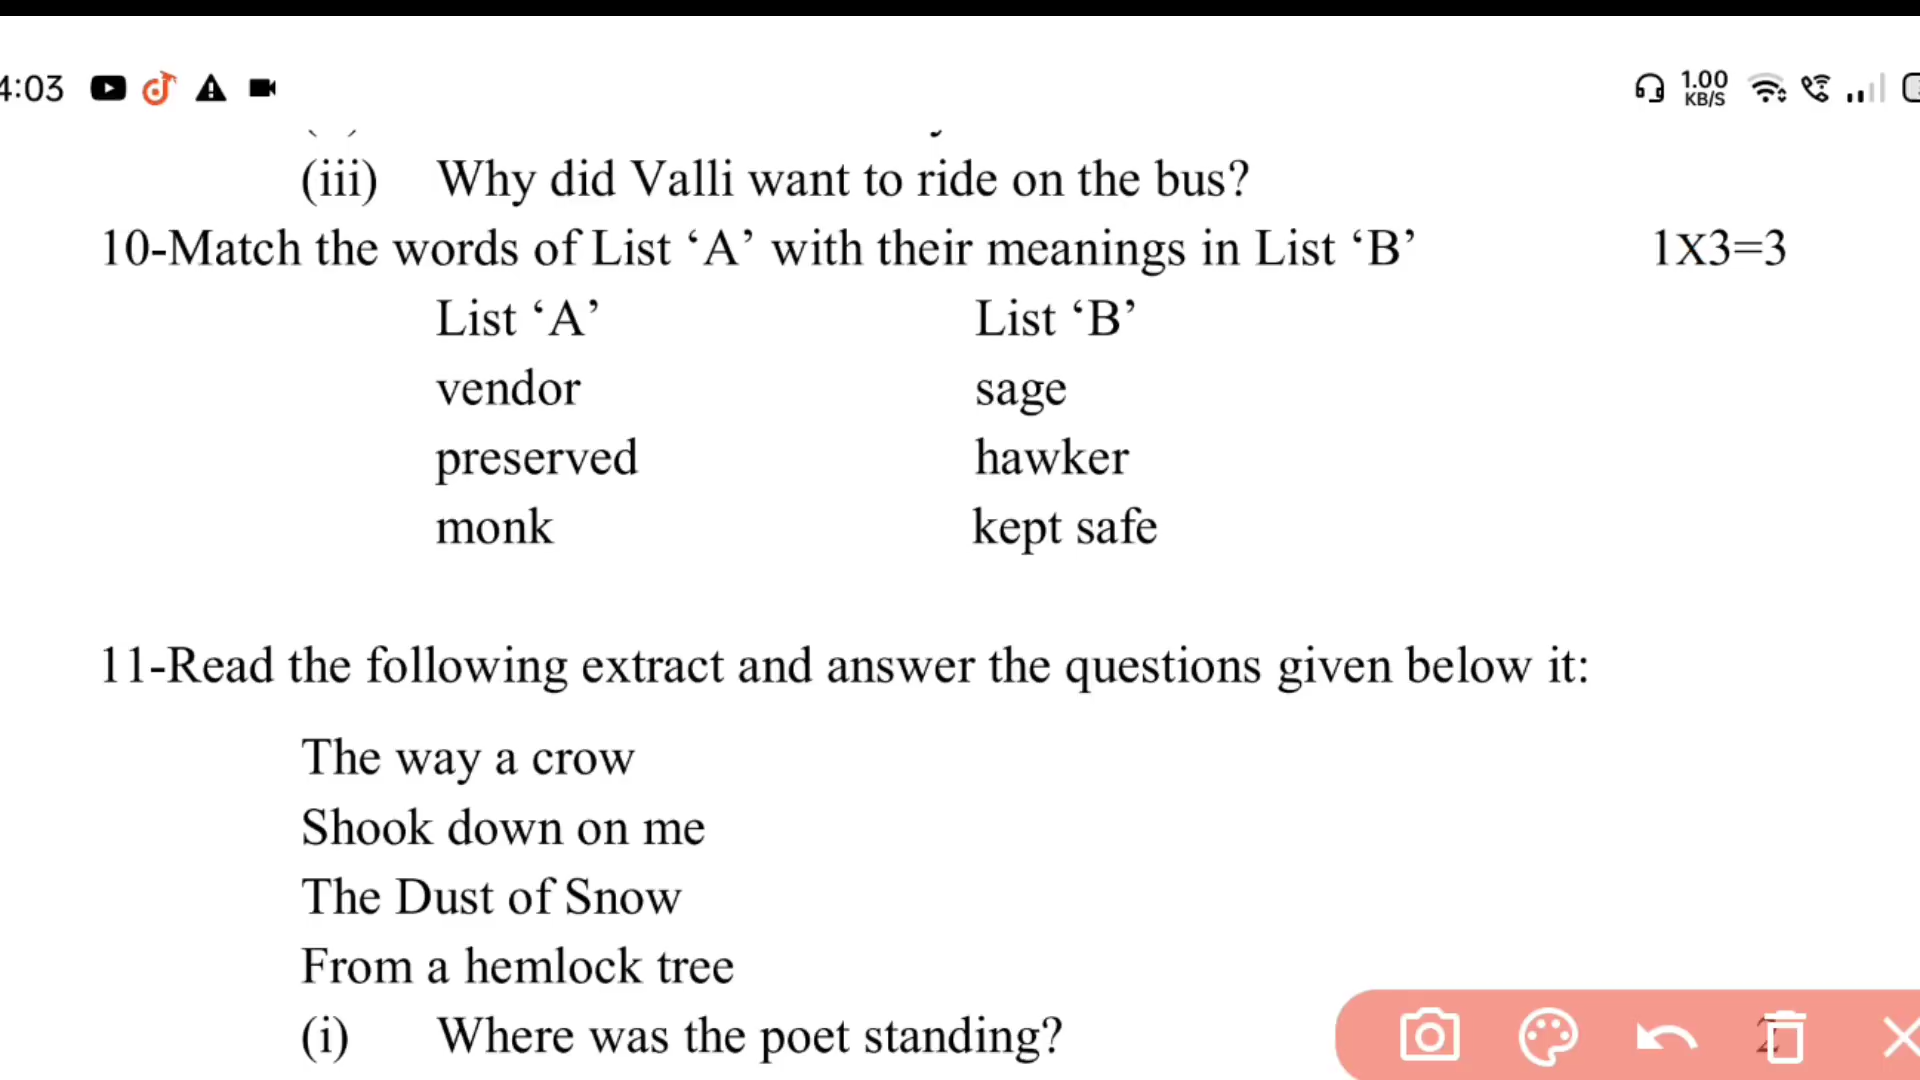 4:03 1.00 KB/S
(iii) Why did Valli want to ride on the bus?
10-Match the words of List ‘A’ with their meanings in List ‘B’ 1X3=3
List ‘A’ List ‘B’
vendor sage
preserved hawker
monk kept safe
11-Read the following extract and answer the questions given below it:
The way a crow
Shook down on me
The Dust of Snow
From a hemlock tree
(i) Where was the poet standing? 2